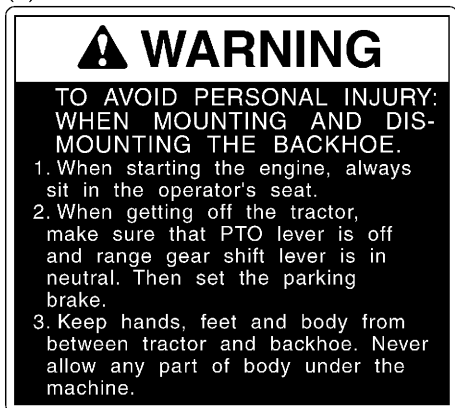 WARNING
TO AVOID PERSONAL INJURY:
WHEN MOUNTING AND DIS-
MOUNTING THE BACKHOE.
1. When starting the engine, always
sit in the operator's seat.
2. When getting off the tractor,
make sure that PTO lever is off
and range gear shift lever is in
neutral. Then set the parking
brake.
3. Keep hands, feet and body from
between tractor and backhoe. Never
allow any part of body under the
machine.